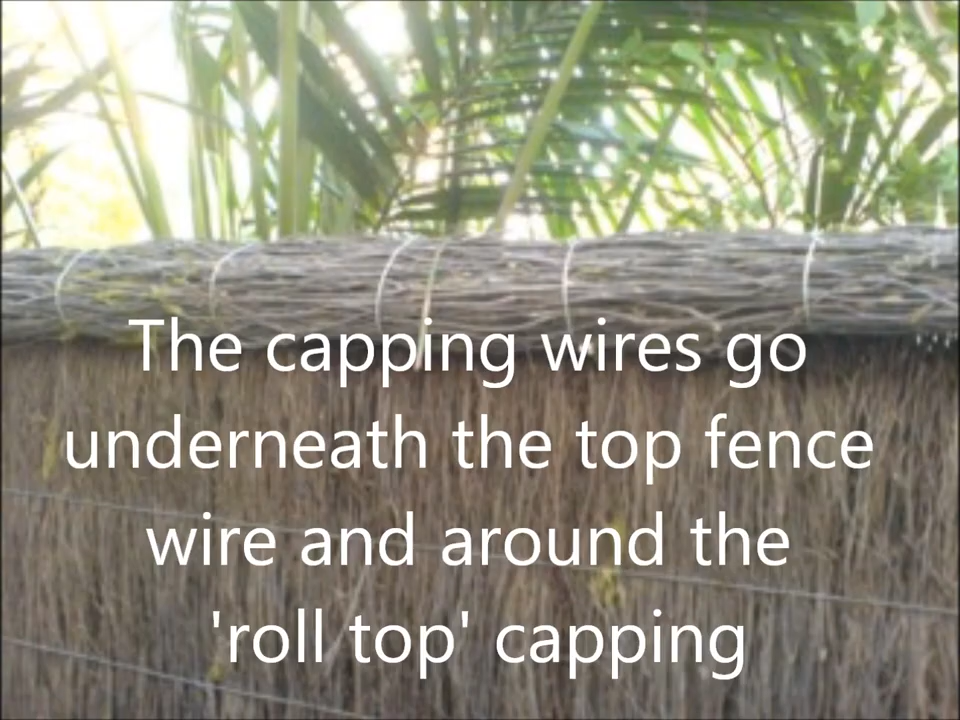 The capping wires go
underneath the top fence
wire and around the
'roll top' capping